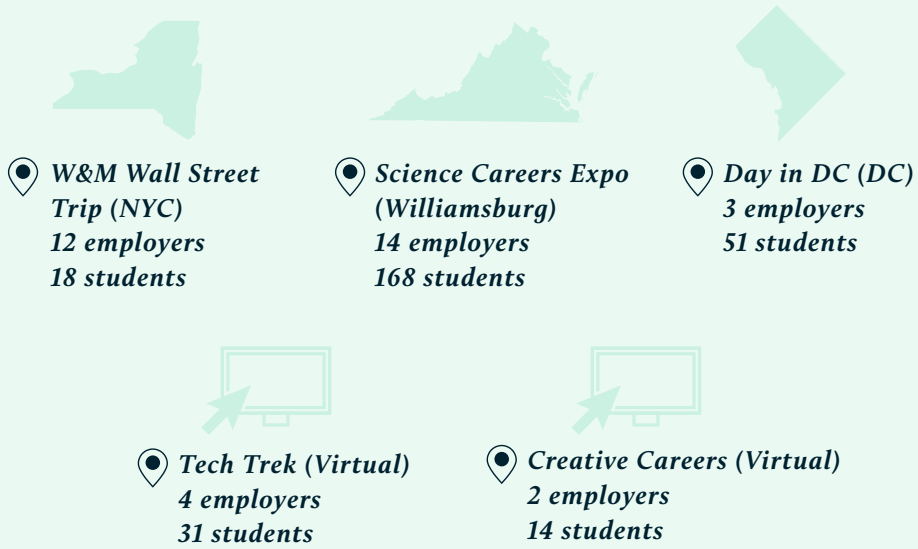 W&M Wall Street
Trip (NYC)
12 employers
18 students
Science Careers Expo
(Williamsburg)
14 employers
168 students
Day in DC (DC)
3 employers
51 students
Tech Trek (Virtual)
4 employers
31 students
Creative Careers (Virtual)
2 employers
14 students